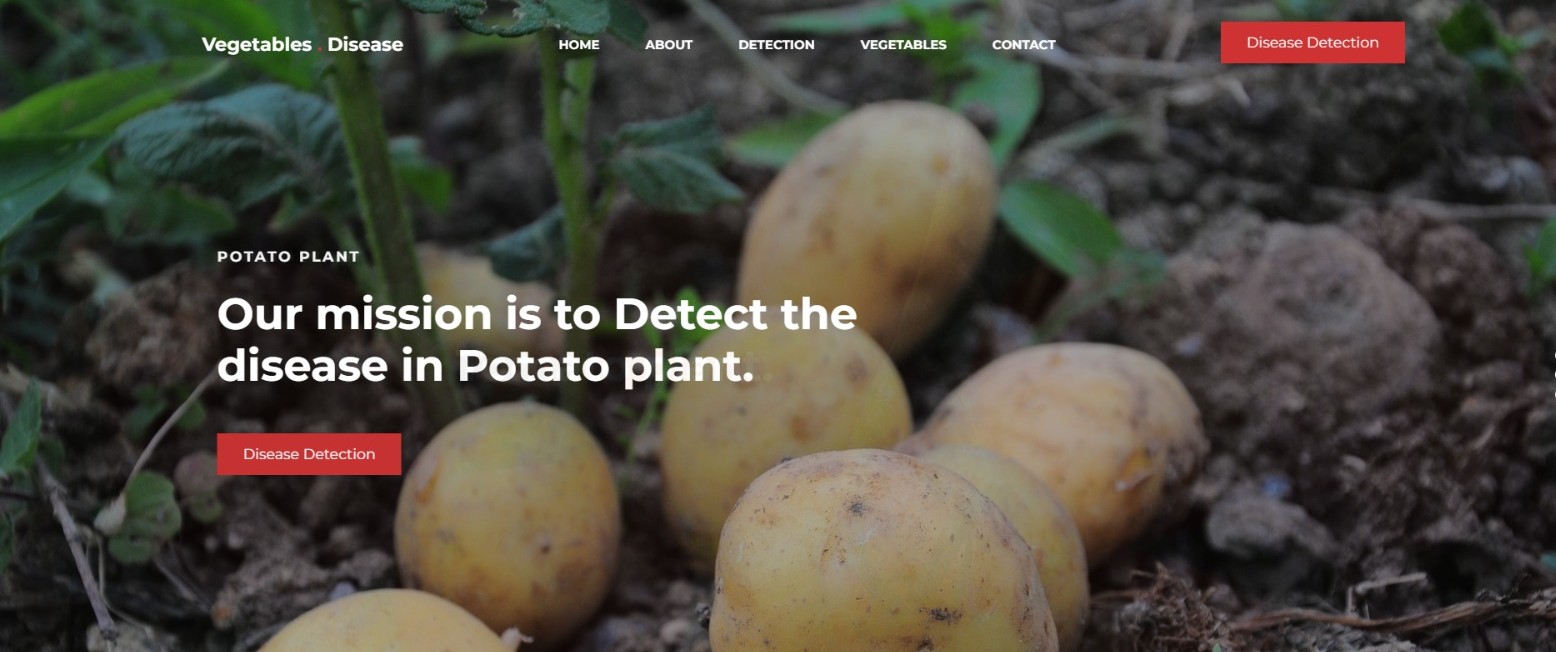 Vegetables . Disease
HOME
ABOUT
DETECTION
VEGETABLES
CONTACT
Disease Detection
POTATO PLANT
Our mission is to Detect the
disease in Potato plant.
Disease Detection